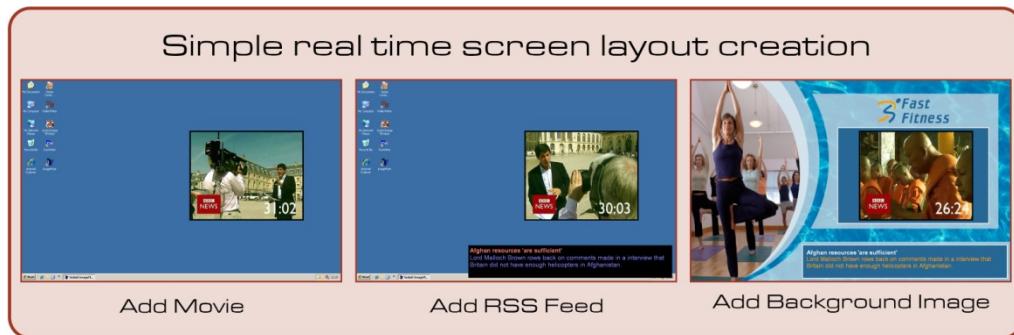 Simple real time screen layout creation
BBC
NEWS
31:02
Add Movie
BBC
NEWS
30:03
Afghan resources 'are sufficient'
Lord Malloch Brown rows back on comments made in a interview that
Britain did not have enough helicopters in Afghanistan
Add RSS Feed
Fast
Fitness
BBC
NEWS
26:24
Afghan resources 'are sufficient'
Lord Malloch Brown rows back on comments made in a interview that
Britain did not have enough helicopters in Afghanistan.
Add Background Image